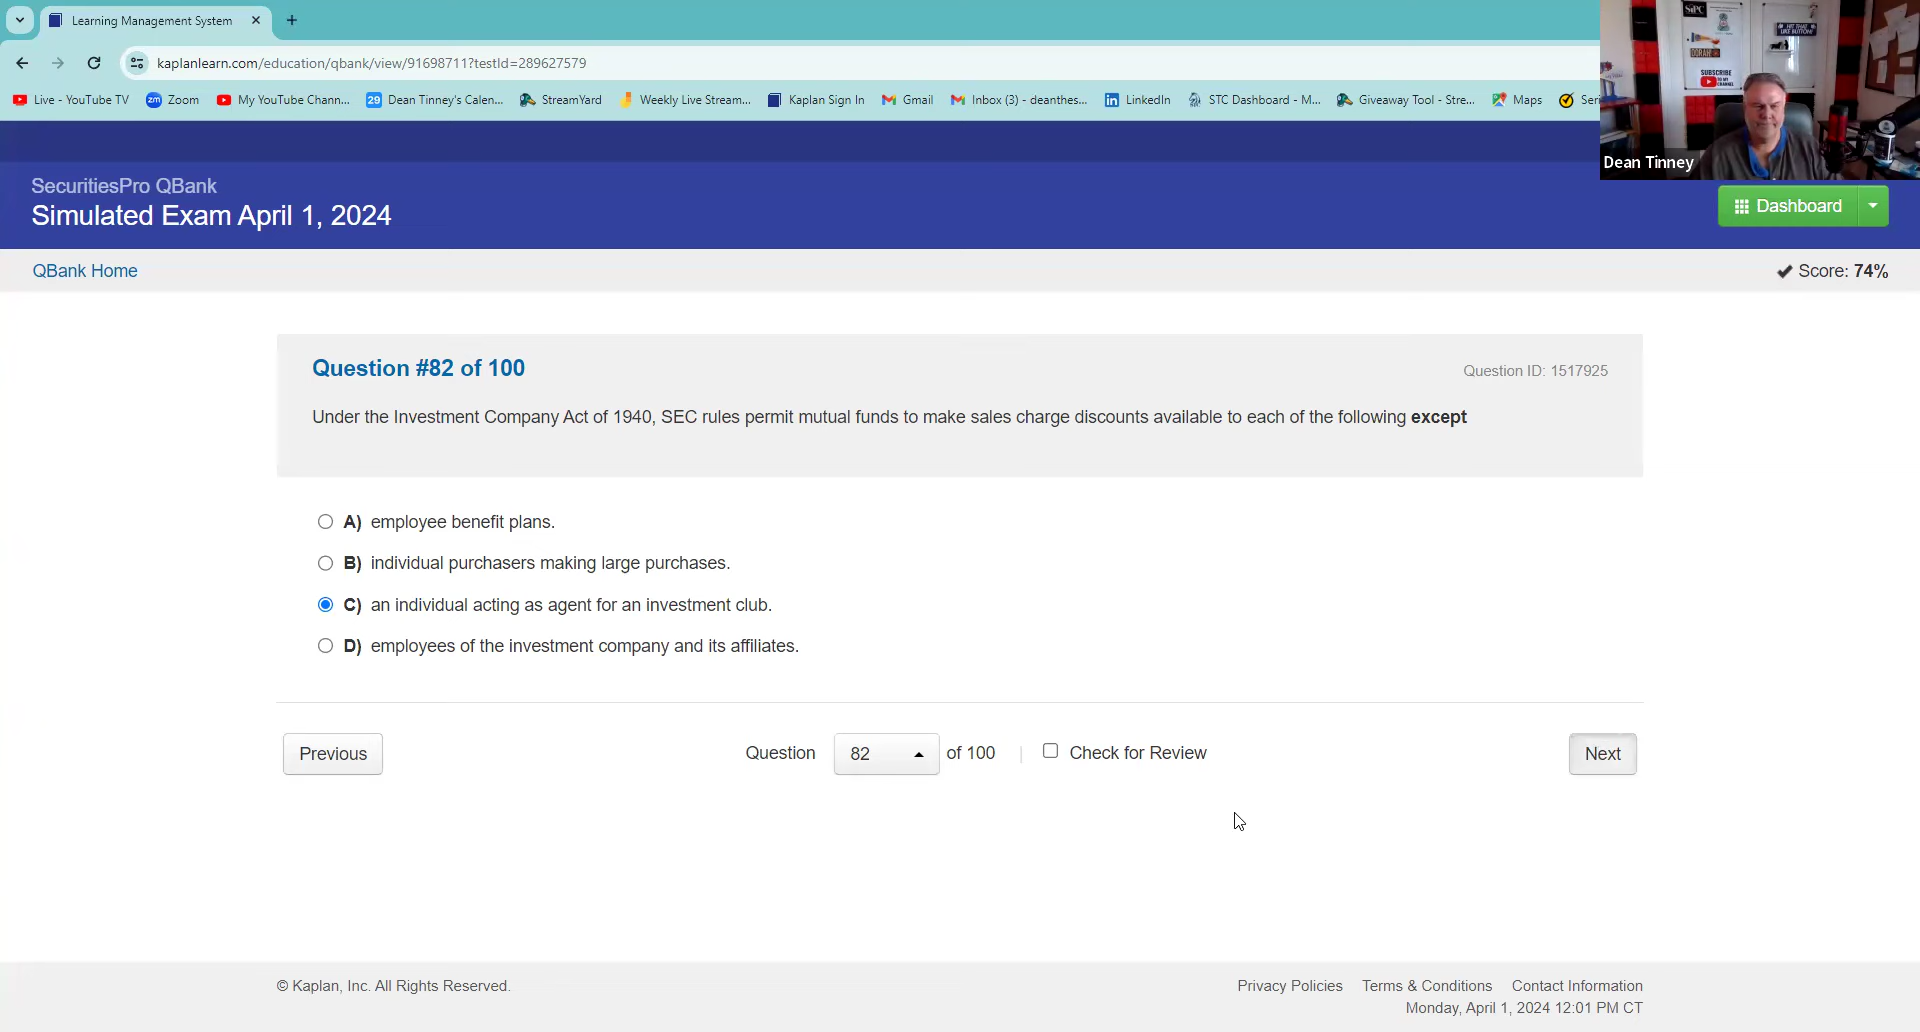 Learning Management System
kaplanlearn.com/education/qbank/view/91698711?testId=289627579
Live - YouTube TV
Zoom
My YouTube Chann...
Dean Tinney's Calen...
StreamYard
Weekly Live Stream...
Kaplan Sign In
Gmail
Inbox (3) - deanthes...
LinkedIn
STC Dashboard - M...
Giveaway Tool - Stre...
Maps
Seri
SIPC
HIT THAT LIKE BUTTON!
SUBSCRIBE
Dean Tinney
SecuritiesPro QBank
Simulated Exam April 1, 2024
Dashboard
QBank Home
Score: 74%
Question #82 of 100
Question ID: 1517925
Under the Investment Company Act of 1940, SEC rules permit mutual funds to make sales charge discounts available to each of the following except
A) employee benefit plans.
B) individual purchasers making large purchases.
C) an individual acting as agent for an investment club.
D) employees of the investment company and its affiliates.
Previous
Question 82 of 100
Check for Review
Next
© Kaplan, Inc. All Rights Reserved.
Privacy Policies
Terms & Conditions
Contact Information
Monday, April 1, 2024 12:01 PM CT